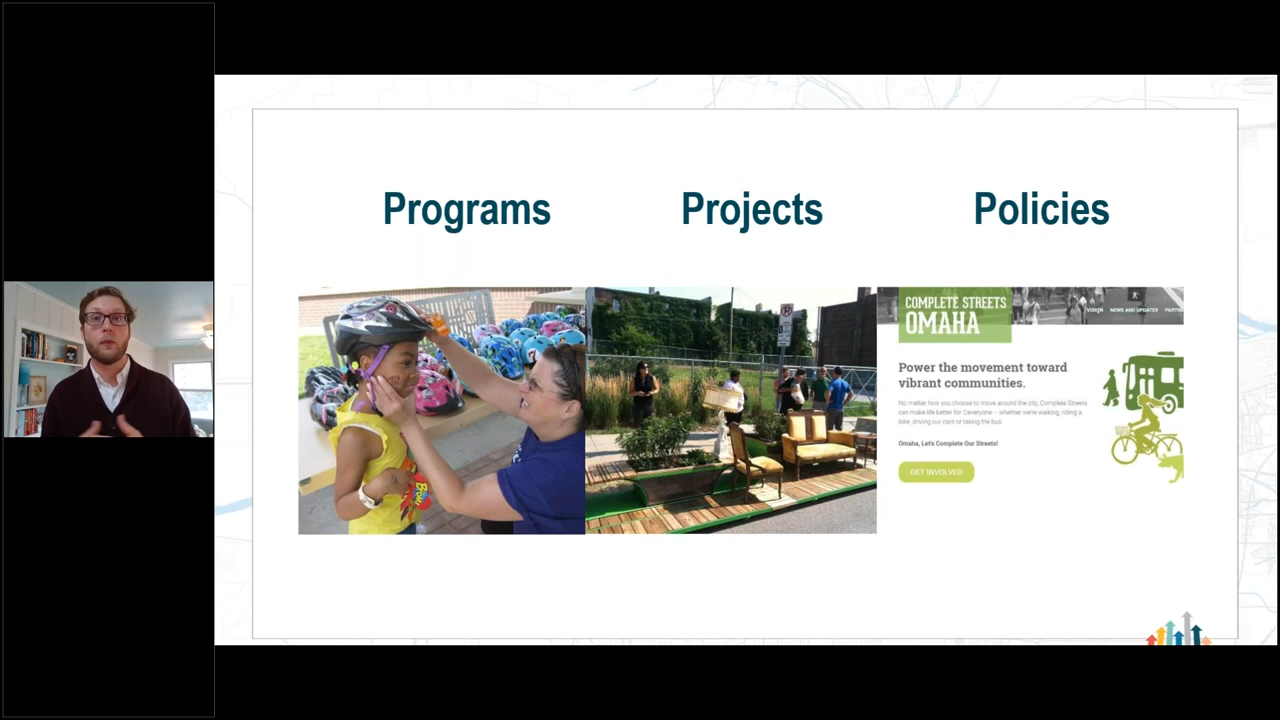 Programs
Projects
Policies
P
COMPLETE STREETS
OMAHA
VISION
NEWS AND UPDATES
PARTNE
Power the movement toward
vibrant communities.
No matter how you choose to move around the city, Complete Streets
can make life better for Deveryone -- whether we're walking, riding a
bike, driving our cars or taking the bus
Omaha, Let's Complete Our Streets!
GET INVOLVED!